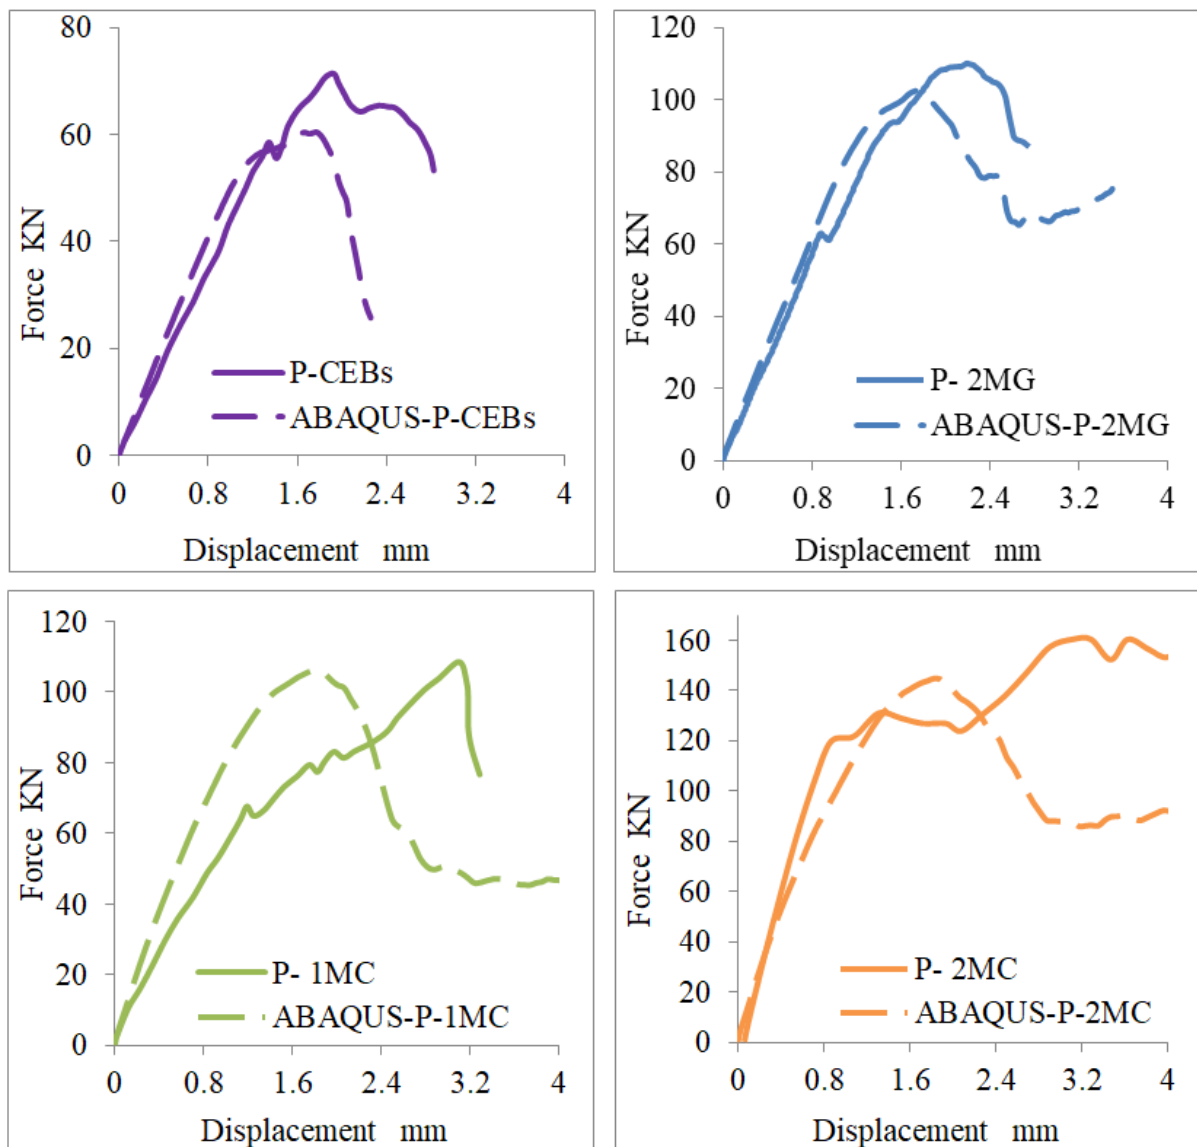 80
60
40
20
0
0 0.8 1.6 2.4 3.2 4
Force KN
Displacement mm
P-CEBs
ABAQUS-P-CEBs
120
100
80
60
40
20
0
0 0.8 1.6 2.4 3.2 4
Force KN
Displacement mm
P- 2MG
ABAQUS-P-2MG
120
100
80
60
40
20
0
0 0.8 1.6 2.4 3.2 4
Force KN
Displacement mm
P- 1MC
ABAQUS-P-1MC
160
140
120
100
80
60
40
20
0
0 0.8 1.6 2.4 3.2 4
Force KN
Displacement mm
P- 2MC
ABAQUS-P-2MC